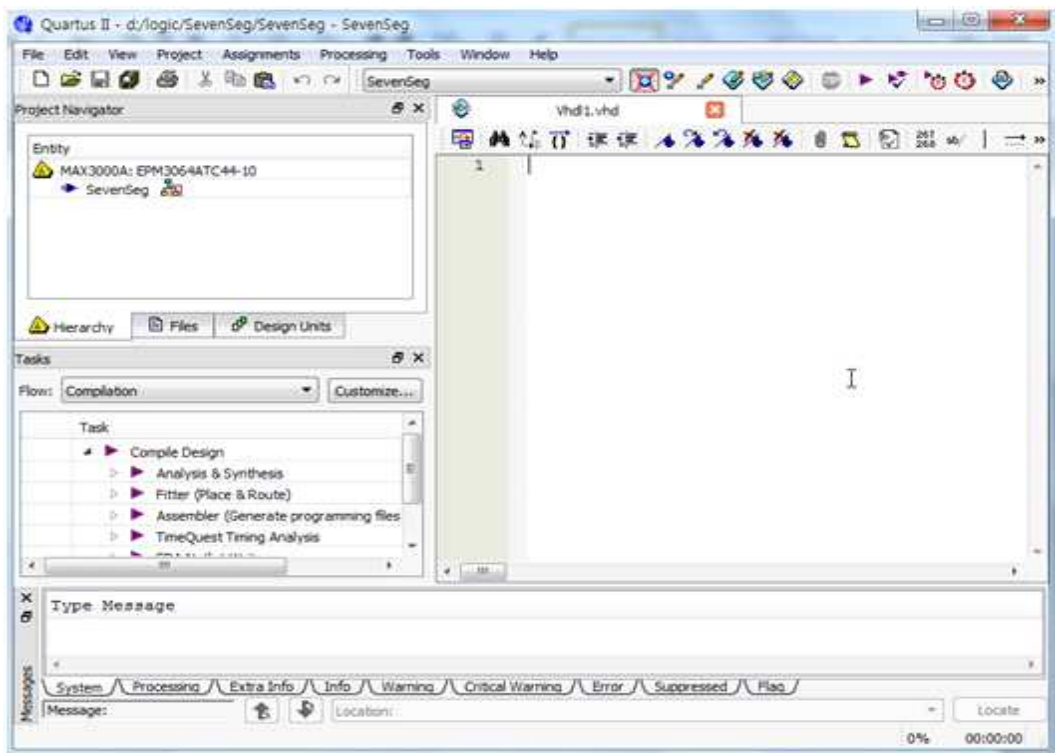 Quartus II - d:/logic/SevenSeg/SevenSeg - SevenSeg
File Edit View Project Assignments Processing Tools Window Help
SevenSeg
Project Navigator
Entity
MAX3000A: EPM3064ATC44-10
SevenSeg
Hierarchy Files Design Units
Tasks
Flow: Compilation Customize...
Task
Compile Design
Analysis & Synthesis
Fitter (Place & Route)
Assembler (Generate programming files
TimeQuest Timing Analysis
Vhdl1.vhd
267
268 ab/
1
Messages
Type Message
System Processing Extra Info Info Warning Critical Warning Error Suppressed Flag
Message: Location: Locate
0% 00:00:00